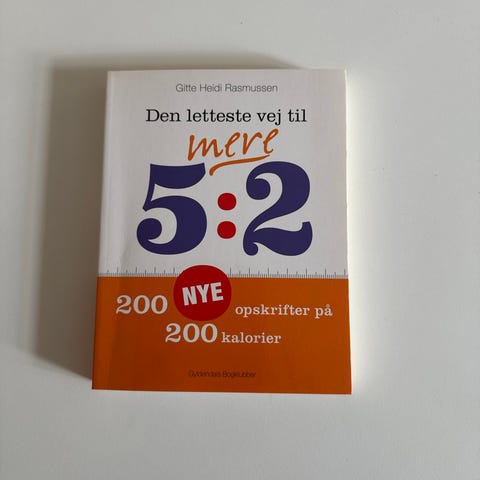 Gitte Heidi Rasmussen
Den letteste vej til
mere
5:2
200 NYE opskrifter på
200 kalorier
Gyldendals Bogklubber